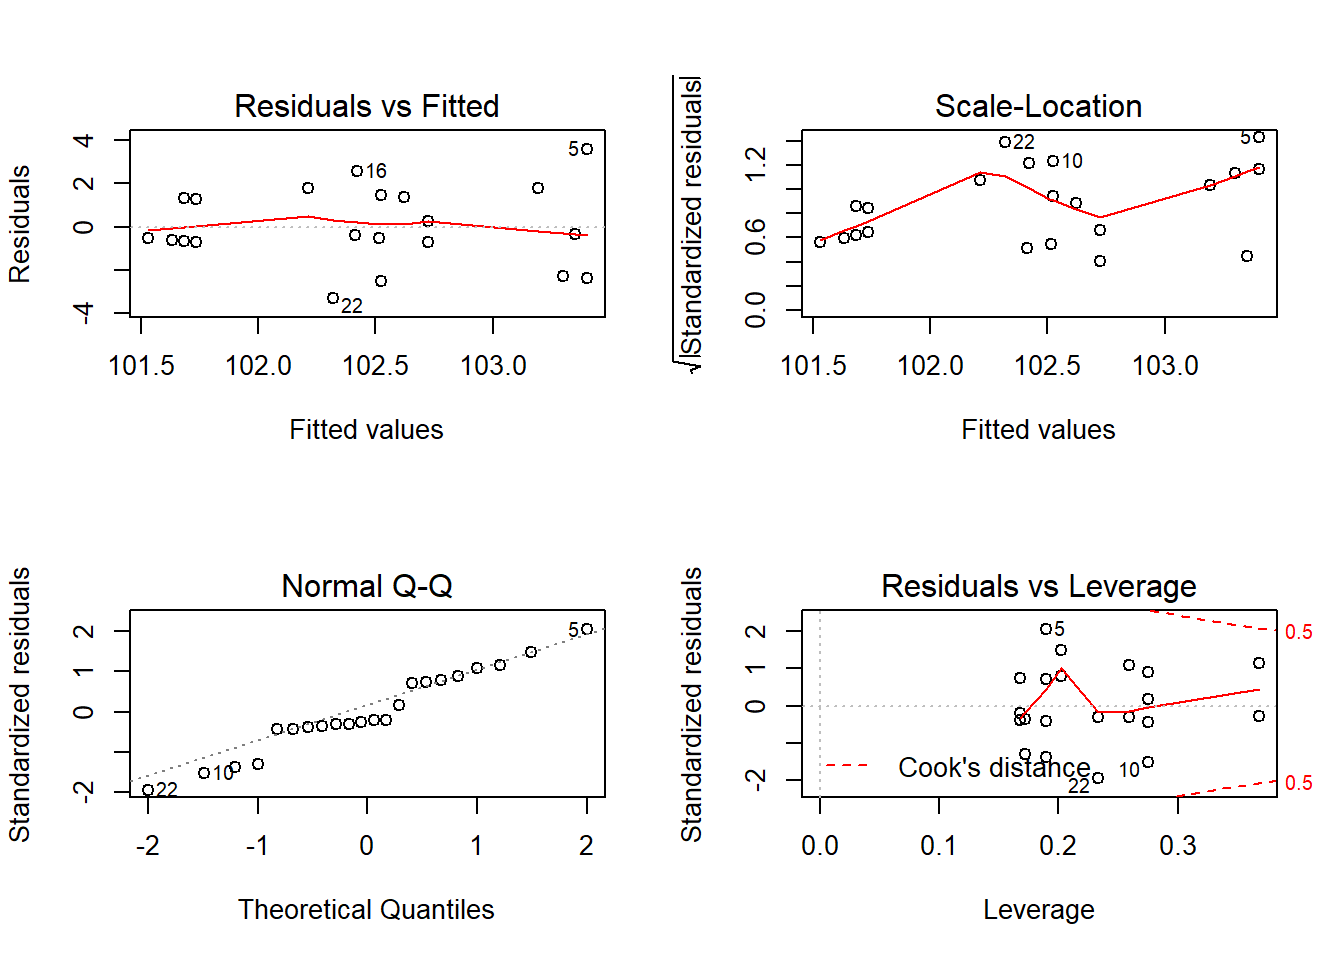 Residuals vs Fitted
Residuals
4
2
0
-4
5
16
22
101.5 102.0 102.5 103.0
Fitted values
Scale-Location
√|Standardized residuals|
1.2
0.6
0.0
22
10
5
101.5 102.0 102.5 103.0
Fitted values
Normal Q-Q
Standardized residuals
2
1
0
-2
5
10
22
-2 -1 0 1 2
Theoretical Quantiles
Residuals vs Leverage
Standardized residuals
2
1
0
-2
5
0.5
Cook's distance
10
22
0.5
0.0 0.1 0.2 0.3
Leverage